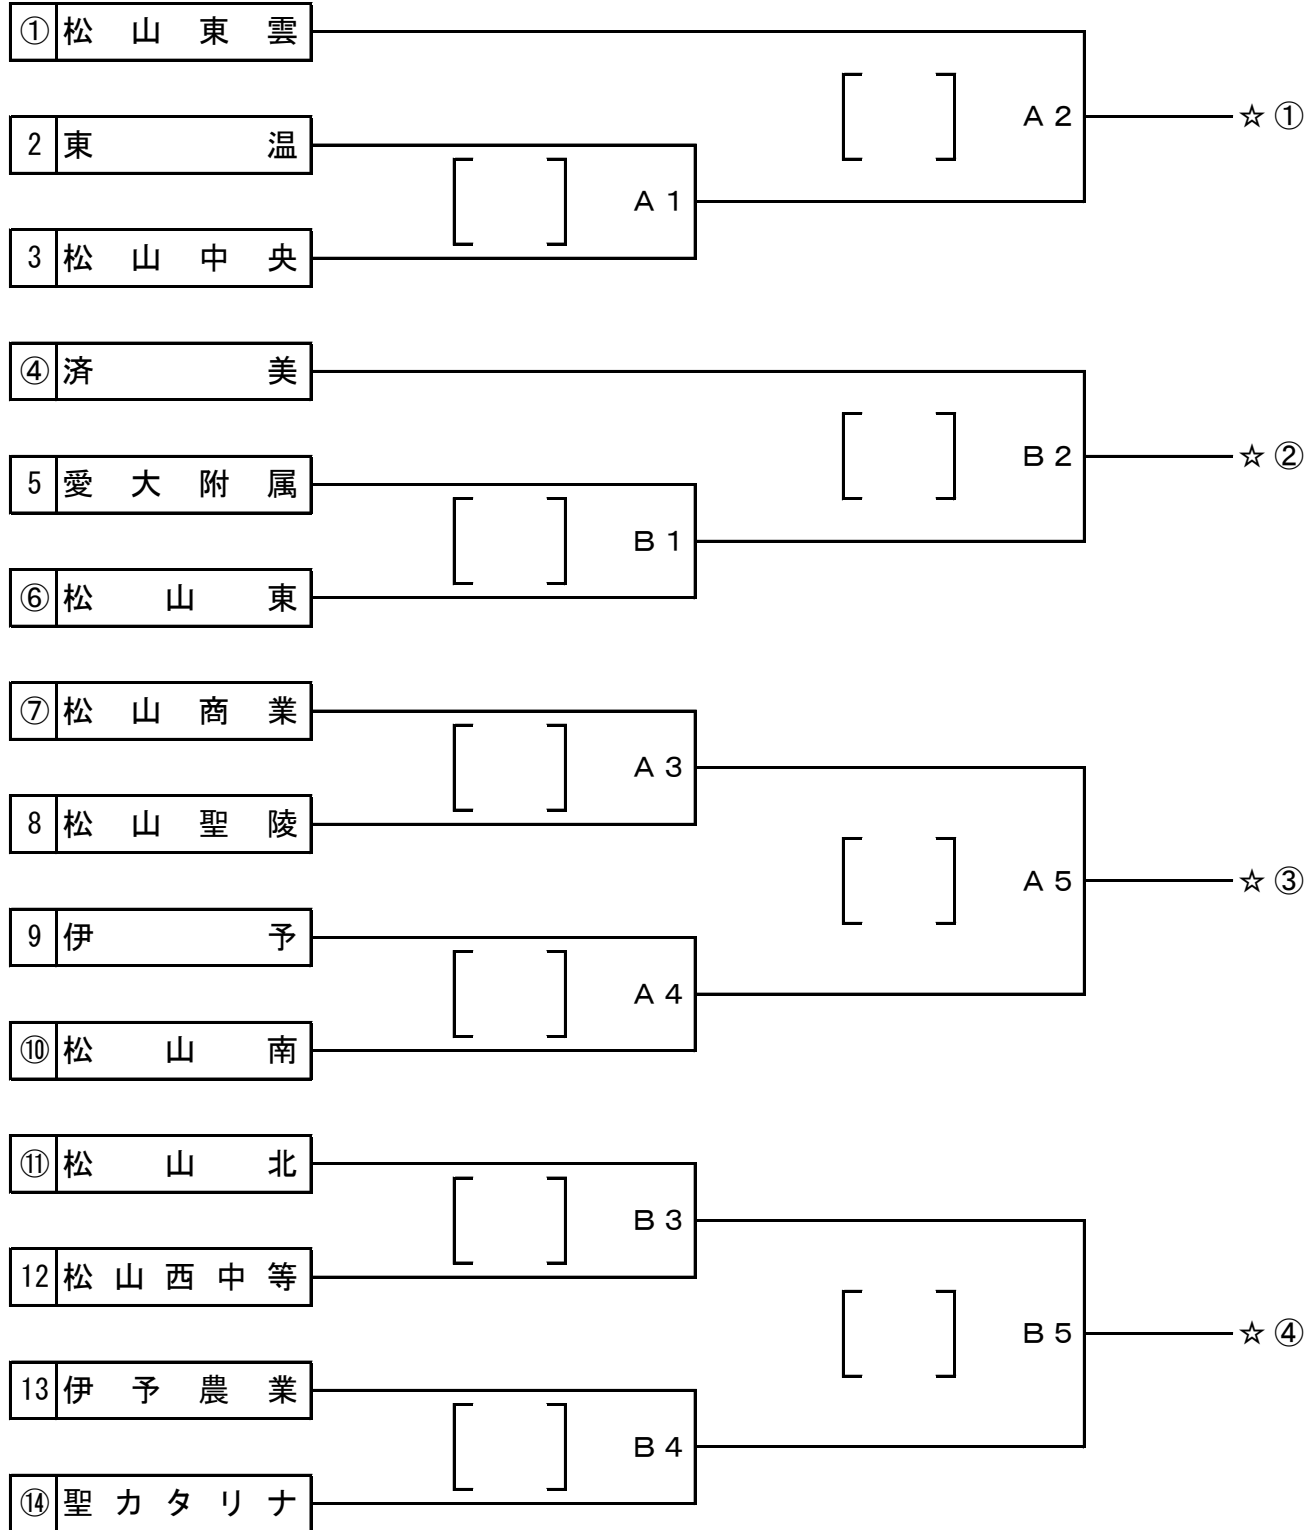 ①松山東雲
A2 ☆①
2 東温
A1
3 松山中央
④済美
B2 ☆②
5 愛大附属
B1
⑥松山東
⑦松山商業
A3
8 松山聖陵
A5 ☆③
9 伊予
A4
⑩松山南
⑪松山北
B3
12 松山西中等
B5 ☆④
13 伊予農業
B4
⑭聖カタリナ